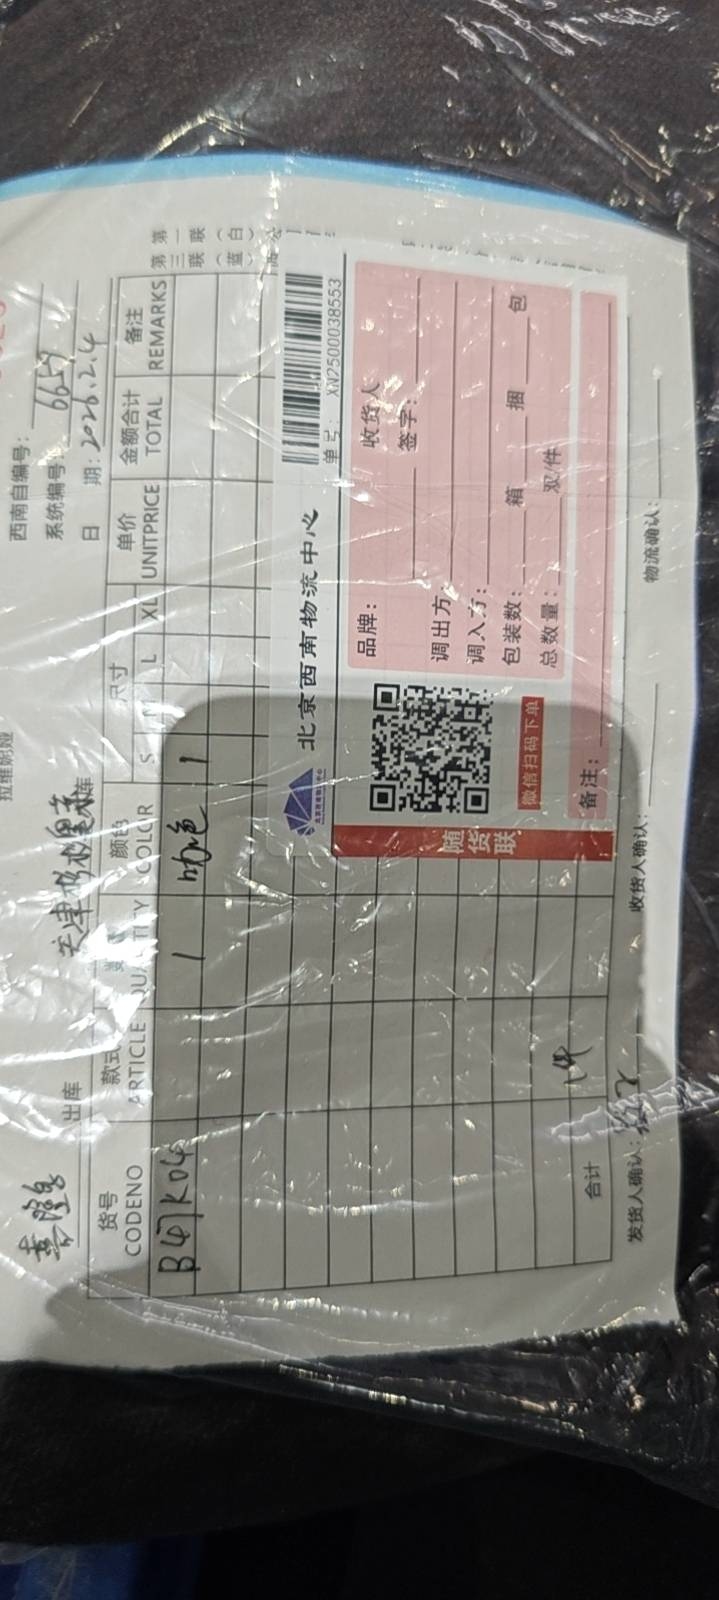 西南自编号：
系统编号 6659
日 期：2026.2.4
出库
库
货号 款式 颜色 尺寸 单价 金额合计 备注
CODENO ARTICLE QUANTITY COLOR S M L XL UNITPRICE TOTAL REMARKS
B47K04 1 咖色 1
第一联（白）
第三联（蓝）
北京西南物流中心
单号： XN2500038553
品牌：
收货人
签字：
调出方：
调入方：
包装数： 箱 捆 包
总数量： 双/件
备注：
微信扫码下单
随货联
合计 1件
发货人确认：
收货人确认：
物流确认：